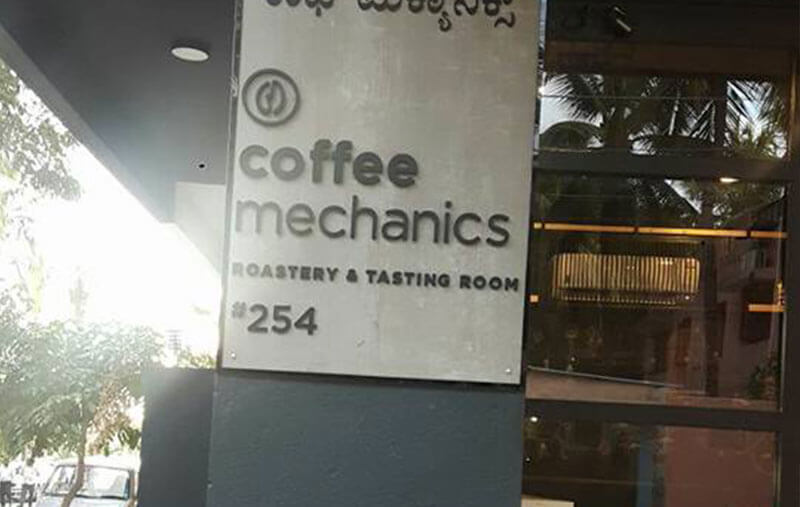 ಕಾಫಿ ಮೆಕ್ಯಾನಿಕ್ಸ್
coffee
mechanics
ROASTERY & TASTING ROOM
#254